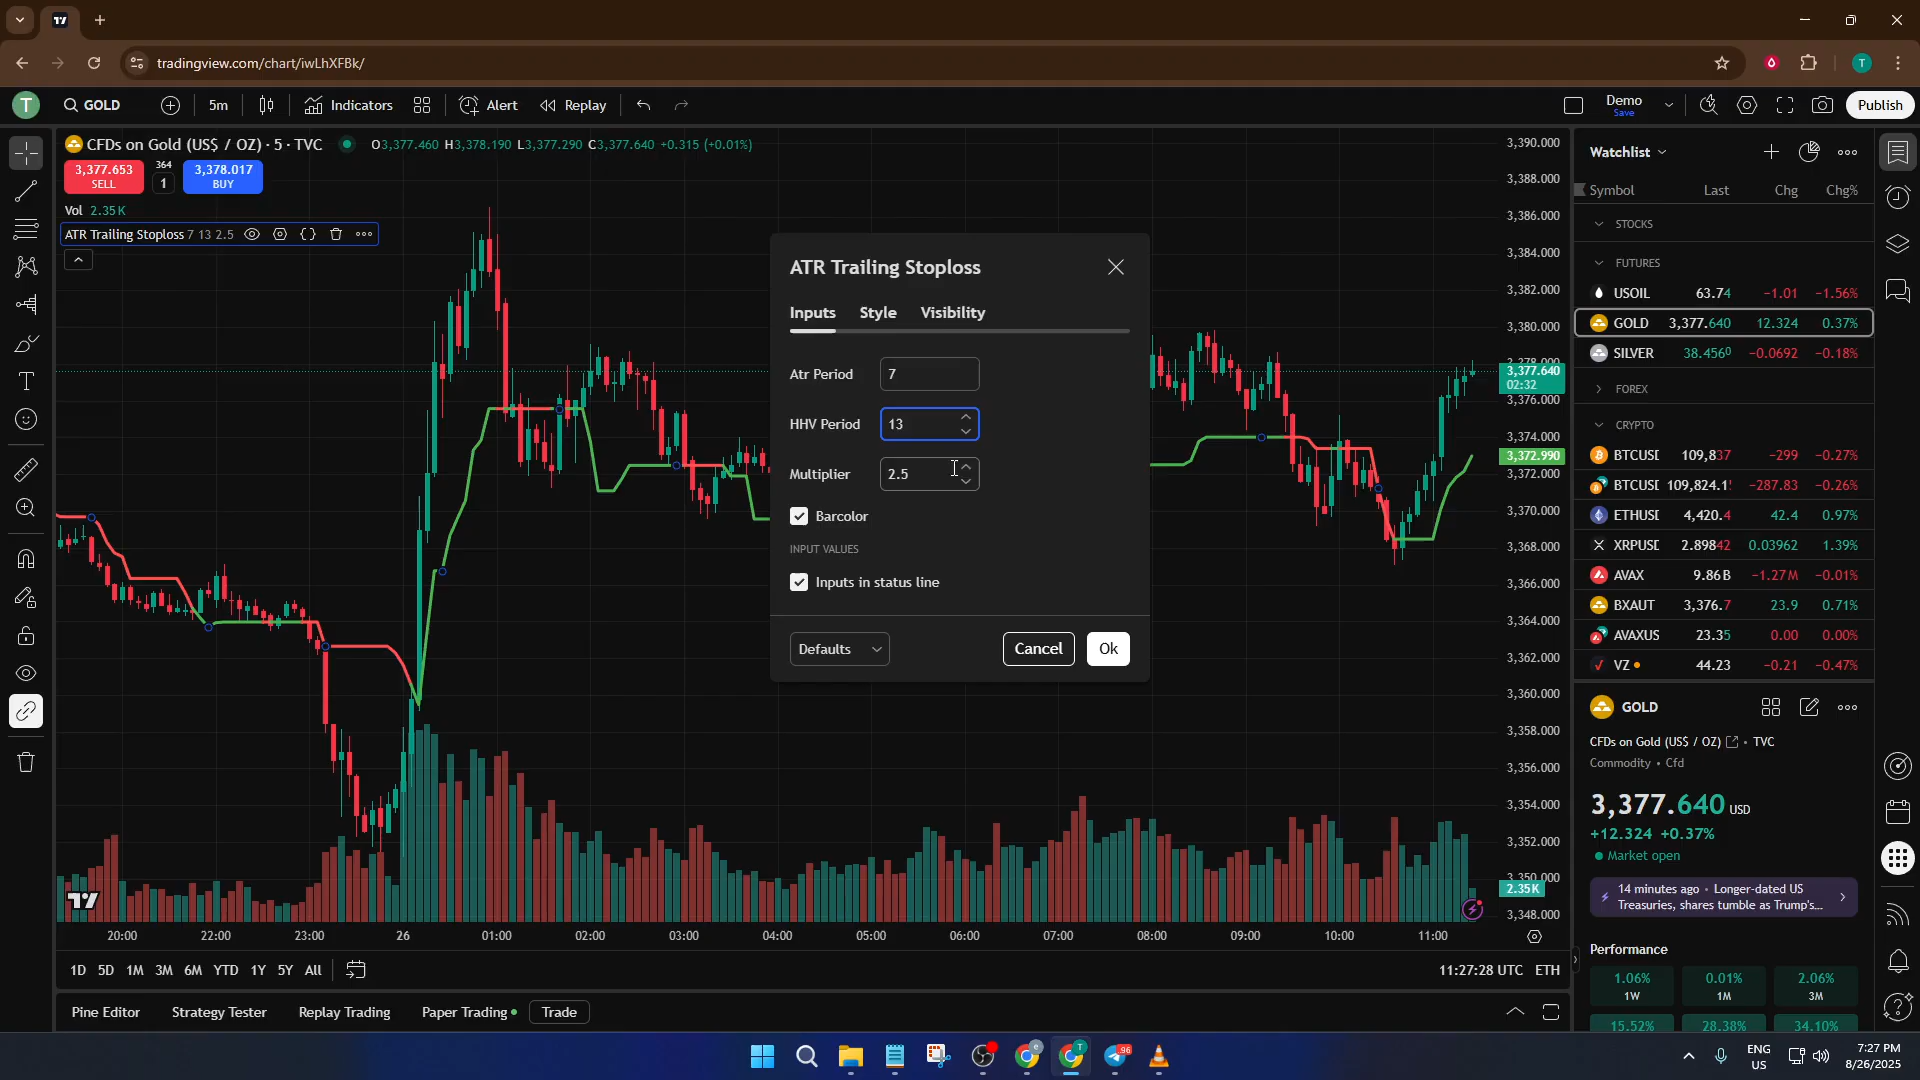 tradingview.com/chart/iwLhXFBk/
T
T
GOLD
5m
Indicators
Alert
Replay
Demo
Save
Publish
CFDs on Gold (US$ / OZ) · 5 · TVC
O3,377.460 H3,378.190 L3,377.290 C3,377.640 +0.315 (+0.01%)
3,377.653
SELL
364
1
3,378.017
BUY
Vol 2.35 K
ATR Trailing Stoploss 7 13 2.5
ATR Trailing Stoploss
Inputs
Style
Visibility
Atr Period
7
HHV Period
13
Multiplier
2.5
Barcolor
INPUT VALUES
Inputs in status line
Defaults
Cancel
Ok
3,390.000
3,388.000
3,386.000
3,384.000
3,382.000
3,380.000
3,378.000
3,377.640
02:32
3,376.000
3,374.000
3,372.990
3,372.000
3,370.000
3,368.000
3,366.000
3,364.000
3,362.000
3,360.000
3,358.000
3,356.000
3,354.000
3,352.000
3,350.000
2.35 K
3,348.000
20:00 22:00 23:00 26 01:00 02:00 03:00 04:00 05:00 06:00 07:00 08:00 09:00 10:00 11:00
1D 5D 1M 3M 6M YTD 1Y 5Y All
11:27:28 UTC ETH
Pine Editor
Strategy Tester
Replay Trading
Paper Trading
Trade
Watchlist
Symbol Last Chg Chg%
STOCKS
FUTURES
USOIL 63.74 −1.01 −1.56%
GOLD 3,377.640 12.324 0.37%
SILVER 38.4560 −0.0692 −0.18%
FOREX
CRYPTO
BTCUSD 109,837 −299 −0.27%
BTCUSD 109,824.1 −287.83 −0.26%
ETHUSD 4,420.4 42.4 0.97%
XRPUSD 2.89842 0.03962 1.39%
AVAX 9.86 B −1.27 M −0.01%
BXAUT 3,376.7 23.9 0.71%
AVAXUS 23.35 0.00 0.00%
VZ 44.23 −0.21 −0.47%
GOLD
CFDs on Gold (US$ / OZ) • TVC
Commodity • Cfd
3,377.640 USD
+12.324 +0.37%
Market open
14 minutes ago • Longer-dated US
Treasuries, shares tumble as Trump's...
Performance
1.06%
1W
0.01%
1M
2.06%
3M
15.52%
28.38%
34.10%
96
ENG
US
7:27 PM
8/26/2025